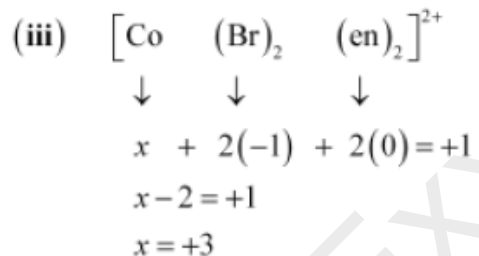 (iii) [Co (Br)₂ (en)₂]²⁺
↓ ↓ ↓
x + 2(−1) + 2(0) = +1
x − 2 = +1
x = +3